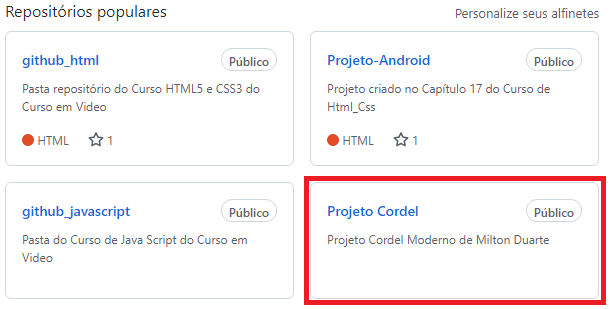 Repositórios populares
Personalize seus alfinetes
github_html
Público
Pasta repositório do Curso HTML5 e CSS3 do
Curso em Video
HTML
1
Projeto-Android
Público
Projeto criado no Capítulo 17 do Curso de
Html_Css
HTML
1
github_javascript
Público
Pasta do Curso de Java Script do Curso em
Video
Projeto Cordel
Público
Projeto Cordel Moderno de Milton Duarte